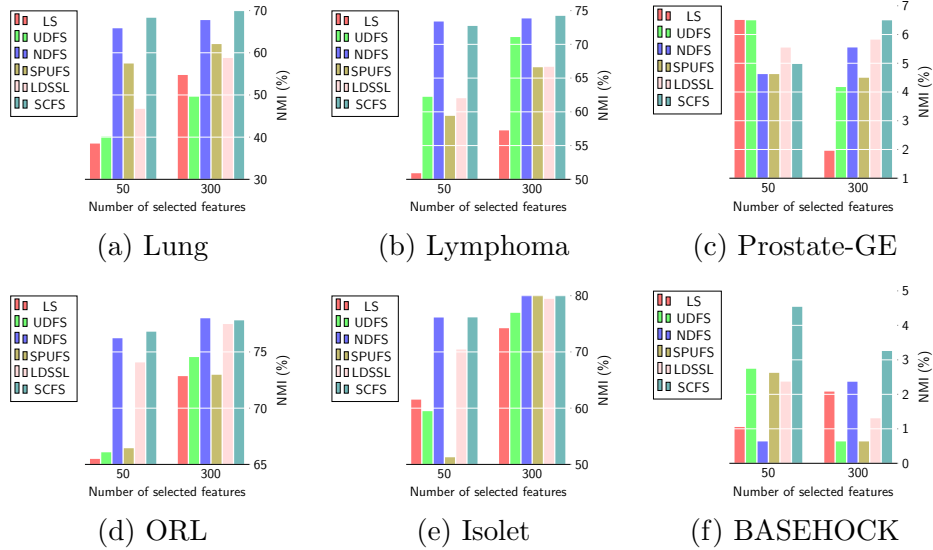 LS
UDFS
NDFS
SPUFS
LDSSL
SCFS
70
60
50
40
30
NMI (%)
50 300
Number of selected features
(a) Lung
LS
UDFS
NDFS
SPUFS
LDSSL
SCFS
75
70
65
60
55
50
NMI (%)
50 300
Number of selected features
(b) Lymphoma
LS
UDFS
NDFS
SPUFS
LDSSL
SCFS
7
6
5
4
3
2
1
NMI (%)
50 300
Number of selected features
(c) Prostate-GE
LS
UDFS
NDFS
SPUFS
LDSSL
SCFS
75
70
65
NMI (%)
50 300
Number of selected features
(d) ORL
LS
UDFS
NDFS
SPUFS
LDSSL
SCFS
80
70
60
50
NMI (%)
50 300
Number of selected features
(e) Isolet
LS
UDFS
NDFS
SPUFS
LDSSL
SCFS
5
4
3
2
1
0
NMI (%)
50 300
Number of selected features
(f) BASEHOCK